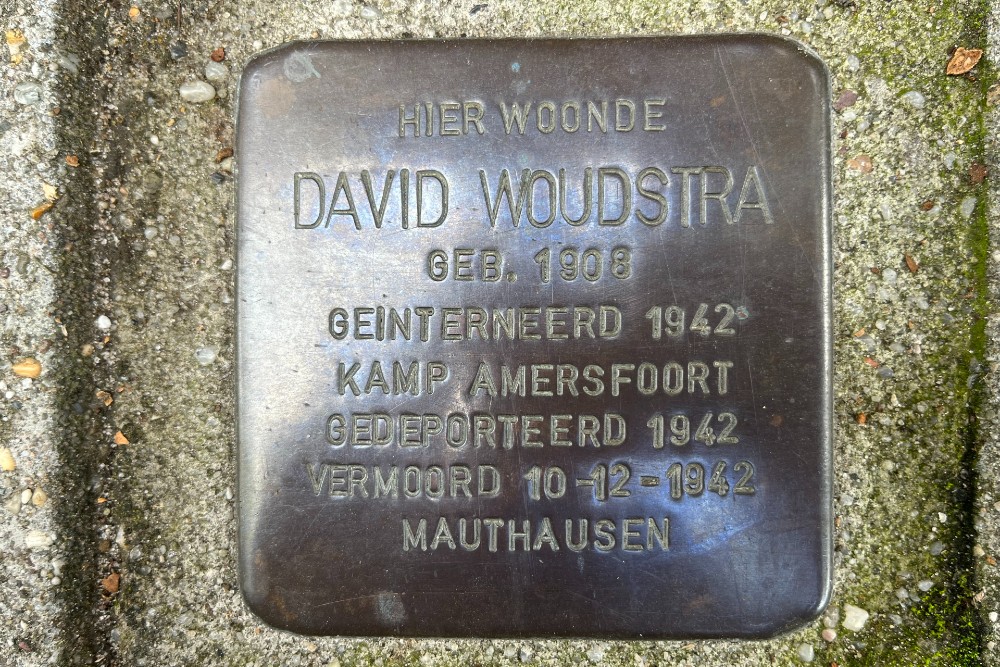 HIER WOONDE
DAVID WOUDSTRA
GEB. 1908
GEINTERNEERD 1942
KAMP AMERSFOORT
GEDEPORTEERD 1942
VERMOORD 10-12-1942
MAUTHAUSEN